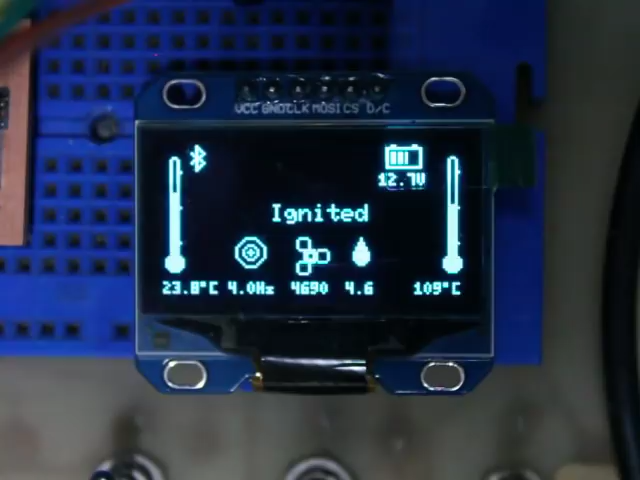 VCC GND CLK MOSI CS D/C
12.7V
Ignited
23.8°C 4.0Hz 4690 4.6 109°C